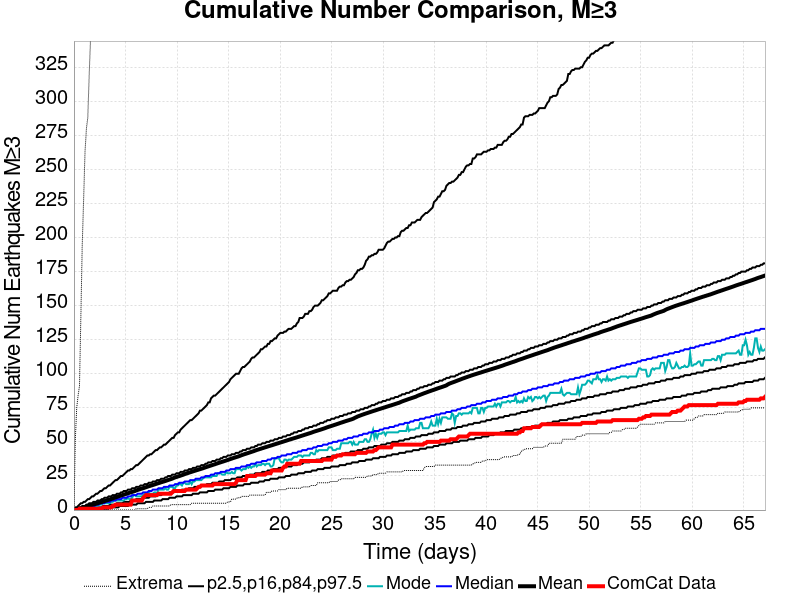 Cumulative Number Comparison, M≥3
Cumulative Num Earthquakes M≥3
325
300
275
250
225
200
175
150
125
100
75
50
25
0
0 5 10 15 20 25 30 35 40 45 50 55 60 65
Time (days)
Extrema p2.5,p16,p84,p97.5 Mode Median Mean ComCat Data